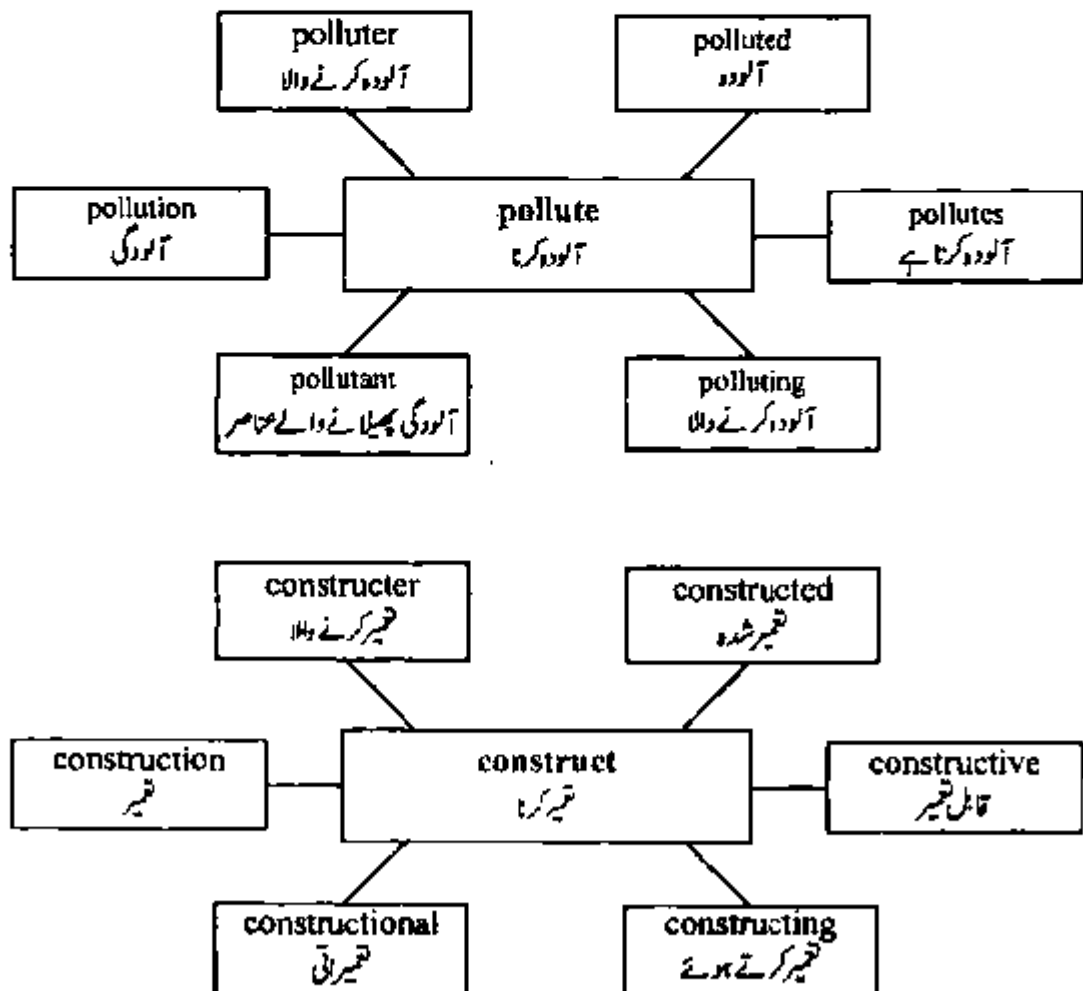 polluter
آلودہ کرنے والا
polluted
آلودہ
pollution
آلودگی
pollute
آلودہ کرنا
pollutes
آلودہ کرتا ہے
pollutant
آلودگی پھیلانے والے عناصر
polluting
آلودہ کرنے والا
constructer
تعمیر کرنے والا
constructed
تعمیر شدہ
construction
تعمیر
construct
تعمیر کرنا
constructive
قابل تعمیر
constructional
تعمیراتی
constructing
تعمیر کرتے ہوئے